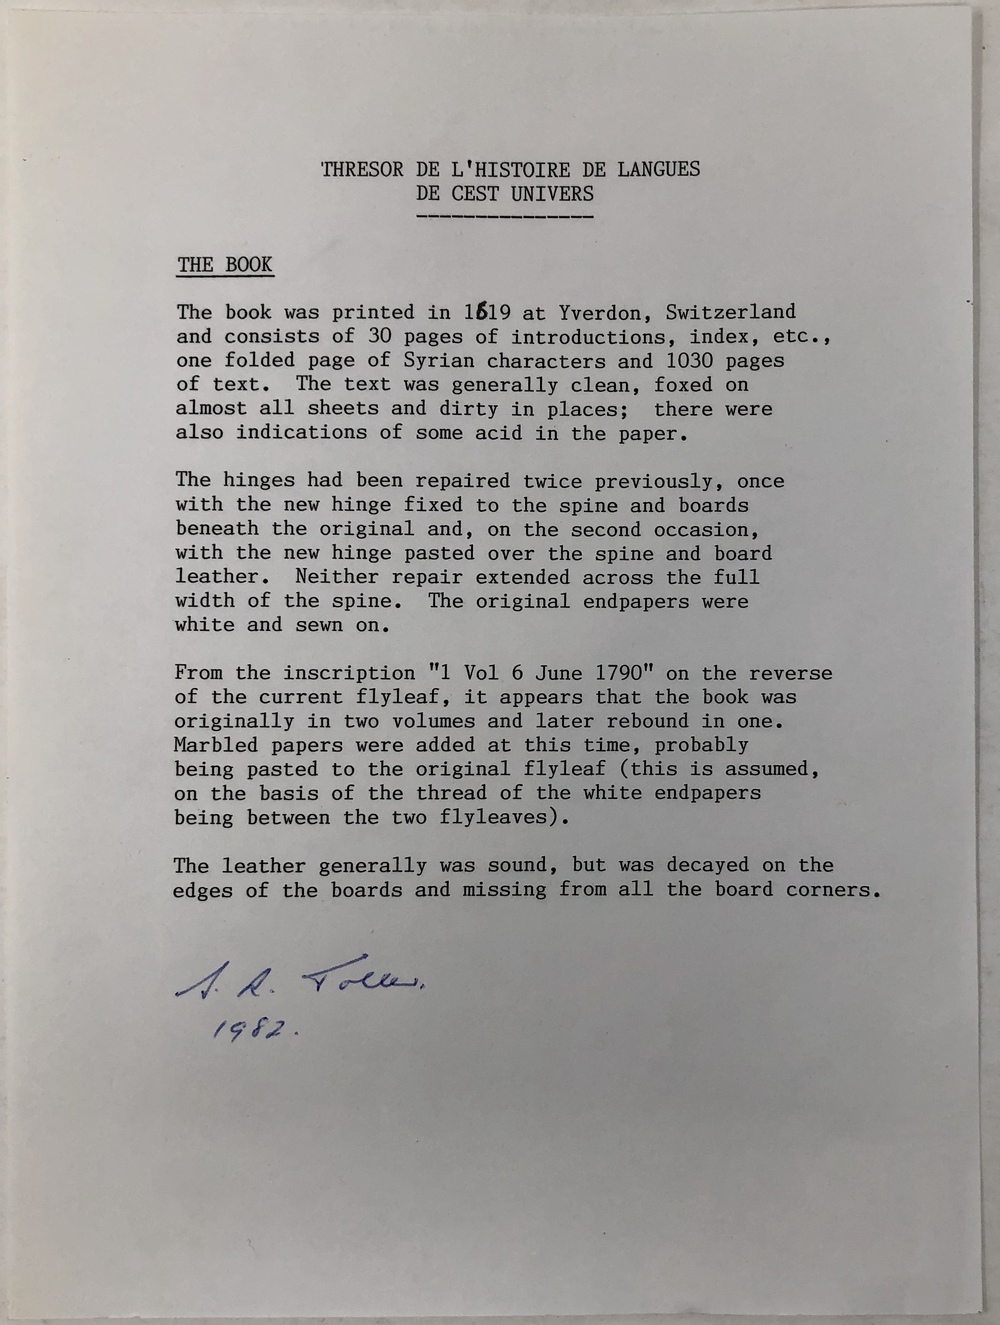 THRESOR DE L'HISTOIRE DE LANGUES
DE CEST UNIVERS
THE BOOK
The book was printed in 1619 at Yverdon, Switzerland
and consists of 30 pages of introductions, index, etc.,
one folded page of Syrian characters and 1030 pages
of text.  The text was generally clean, foxed on
almost all sheets and dirty in places;  there were
also indications of some acid in the paper.
The hinges had been repaired twice previously, once
with the new hinge fixed to the spine and boards
beneath the original and, on the second occasion,
with the new hinge pasted over the spine and board
leather.  Neither repair extended across the full
width of the spine.  The original endpapers were
white and sewn on.
From the inscription "1 Vol 6 June 1790" on the reverse
of the current flyleaf, it appears that the book was
originally in two volumes and later rebound in one.
Marbled papers were added at this time, probably
being pasted to the original flyleaf (this is assumed,
on the basis of the thread of the white endpapers
being between the two flyleaves).
The leather generally was sound, but was decayed on the
edges of the boards and missing from all the board corners.
1982.